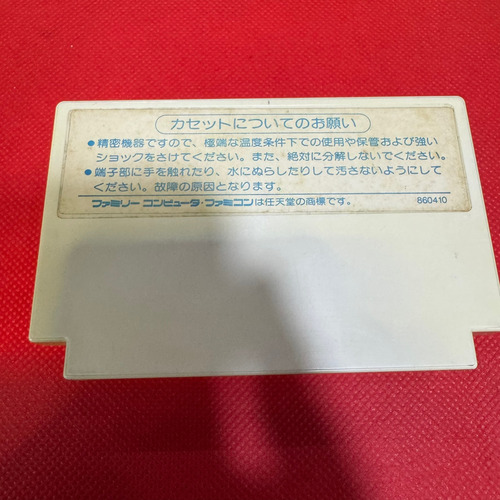 カセットについてのお願い
●精密機器ですので、極端な温度条件下での使用や保管および強い
ショックをさけてください。また、絶対に分解しないでください。
●端子部に手を触れたり、水にぬらしたりして汚さないようにして
ください。故障の原因となります。
ファミリーコンピュータ・ファミコンは任天堂の商標です。 860410